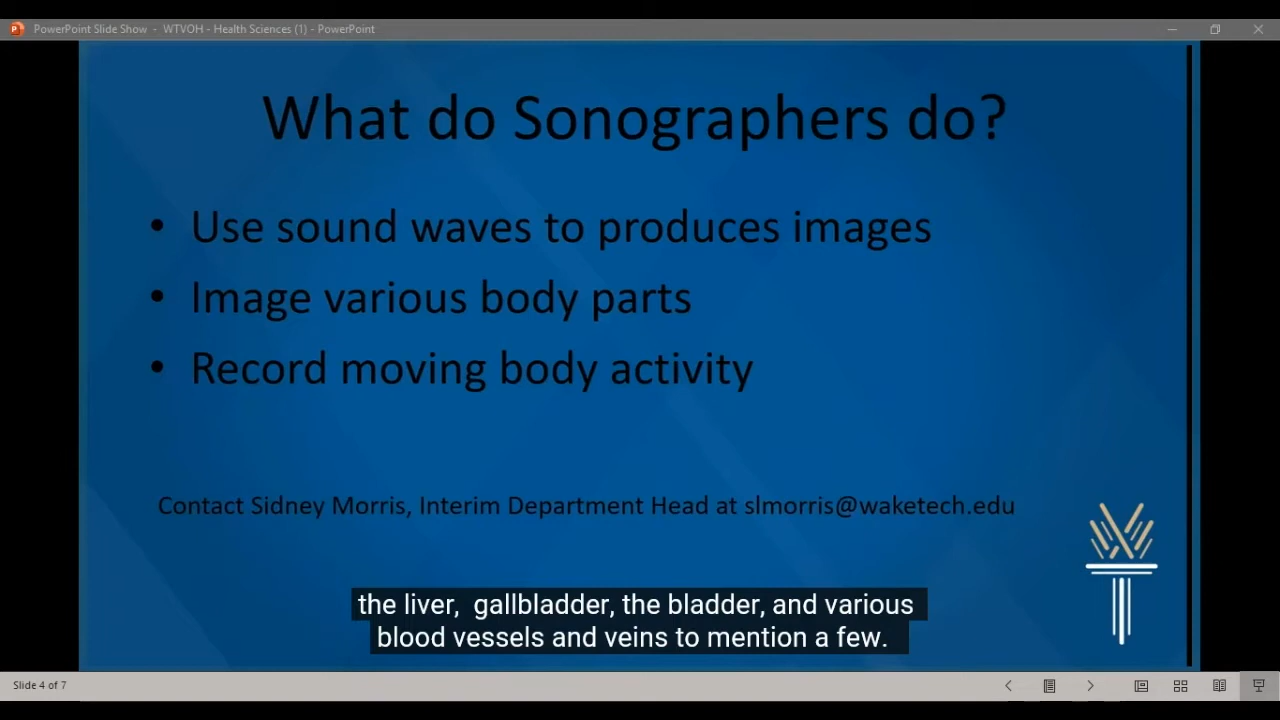 PowerPoint Slide Show - WTVOH - Health Sciences (1) - PowerPoint
What do Sonographers do?
• Use sound waves to produces images
• Image various body parts
• Record moving body activity
Contact Sidney Morris, Interim Department Head at slmorris@waketech.edu
the liver,  gallbladder, the bladder, and various
blood vessels and veins to mention a few.
Slide 4 of 7